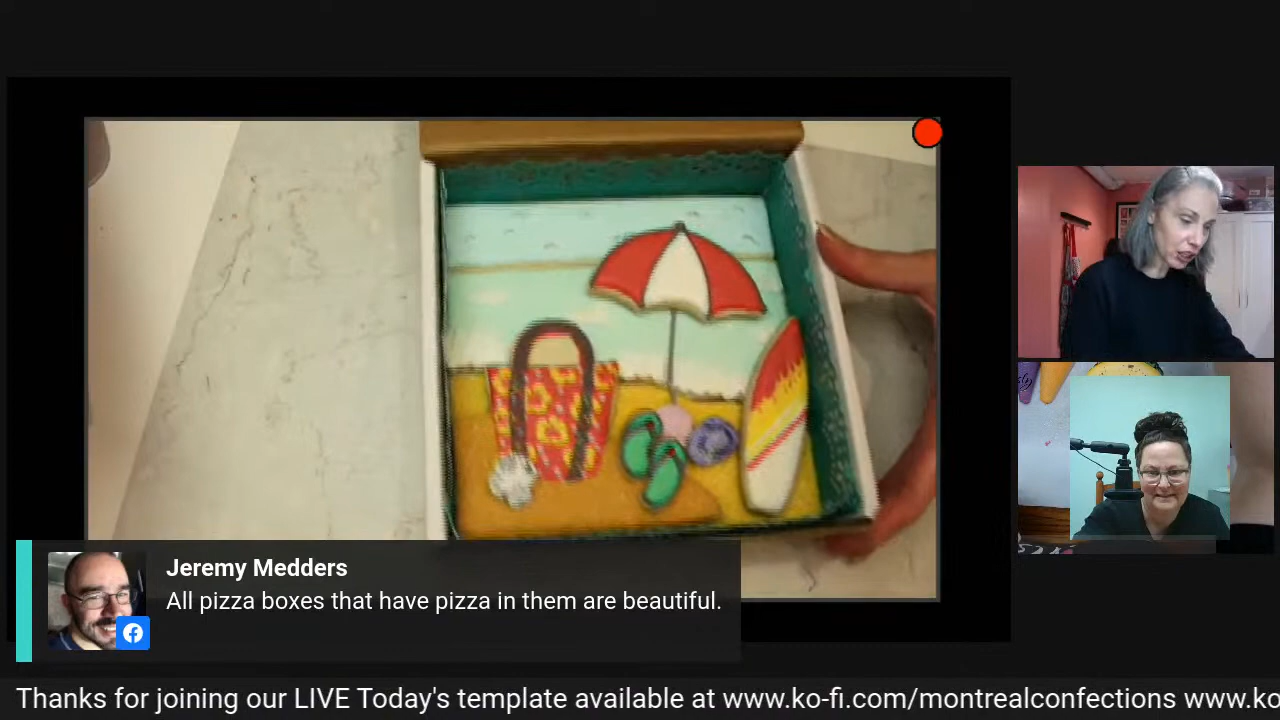 Jeremy Medders
All pizza boxes that have pizza in them are beautiful.
Thanks for joining our LIVE Today's template available at www.ko-fi.com/montrealconfections www.ko